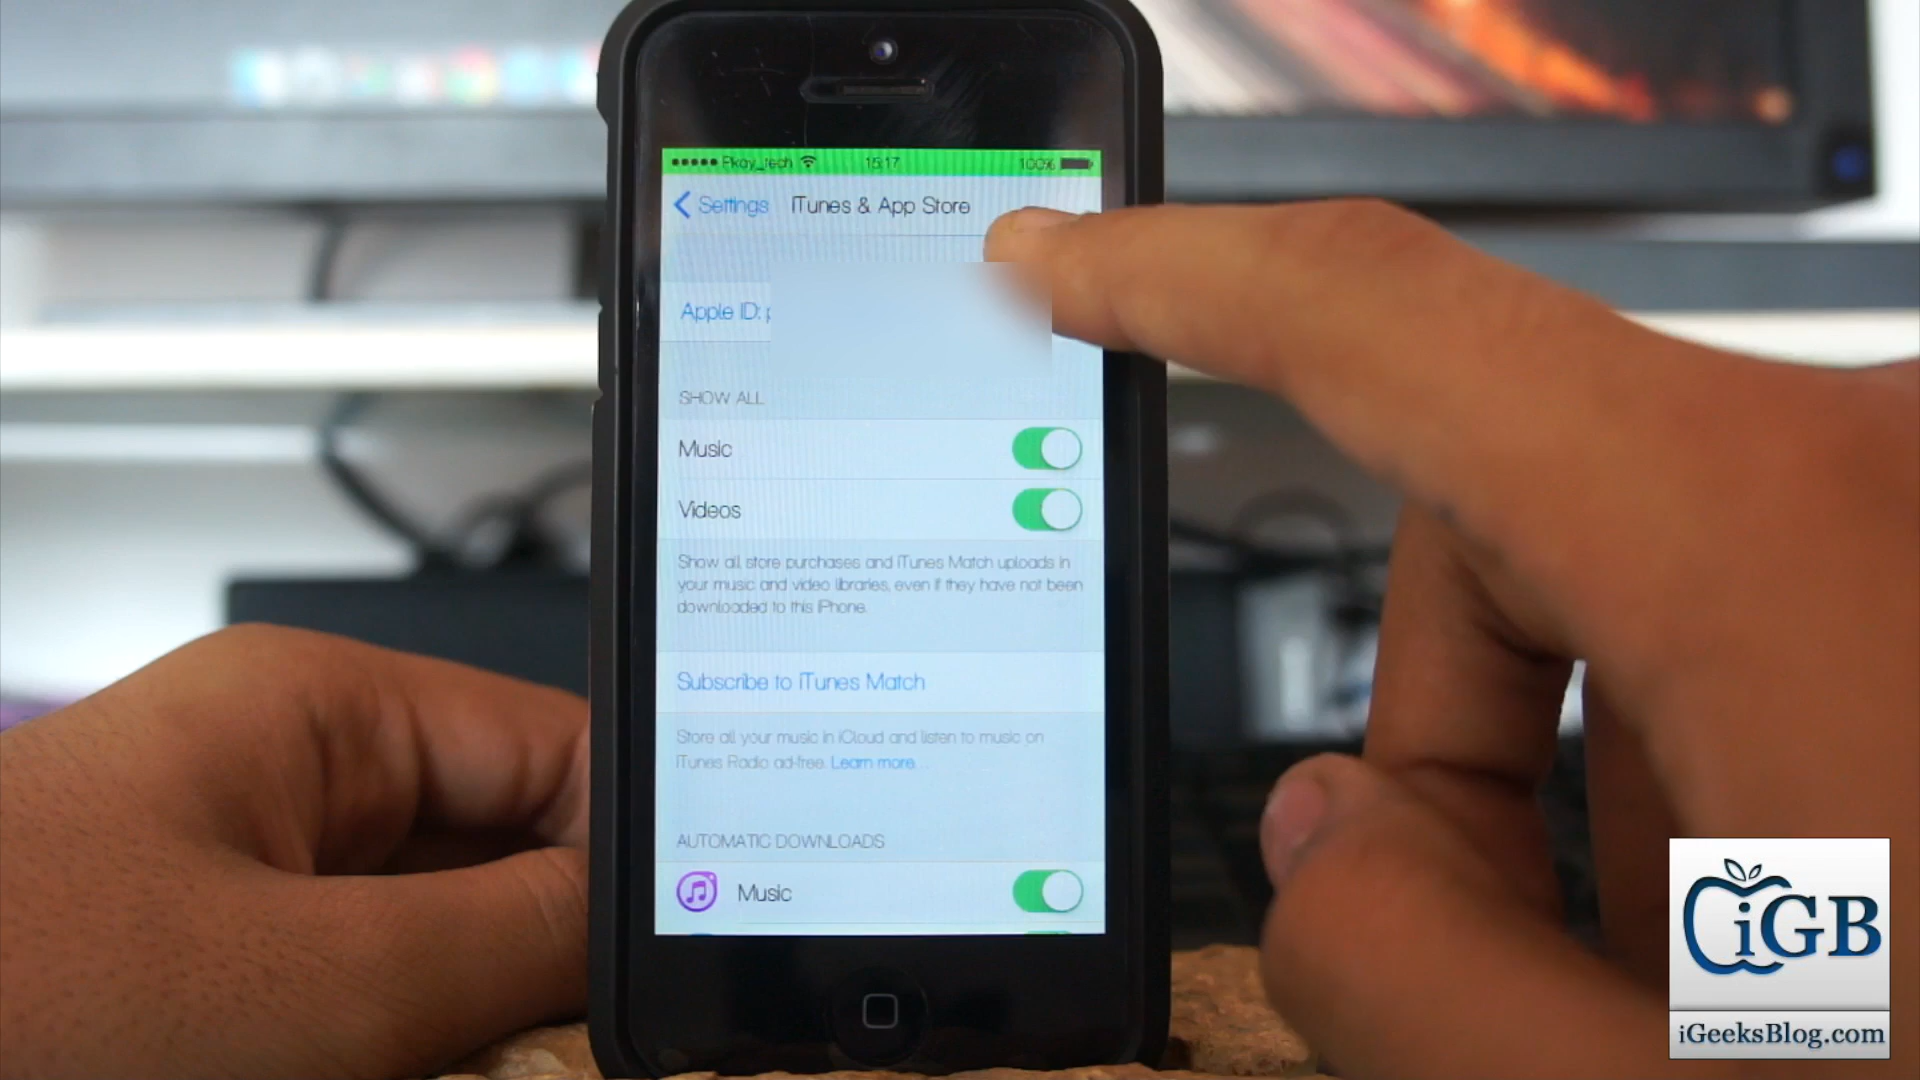 Pkay_tech 15:17 100%
Settings iTunes & App Store
Apple ID: p
SHOW ALL
Music
Videos
Show all store purchases and iTunes Match uploads in
your music and video libraries, even if they have not been
downloaded to this iPhone.
Subscribe to iTunes Match
Store all your music in iCloud and listen to music on
iTunes Radio ad-free. Learn more...
AUTOMATIC DOWNLOADS
Music
iGB
iGeeksBlog.com